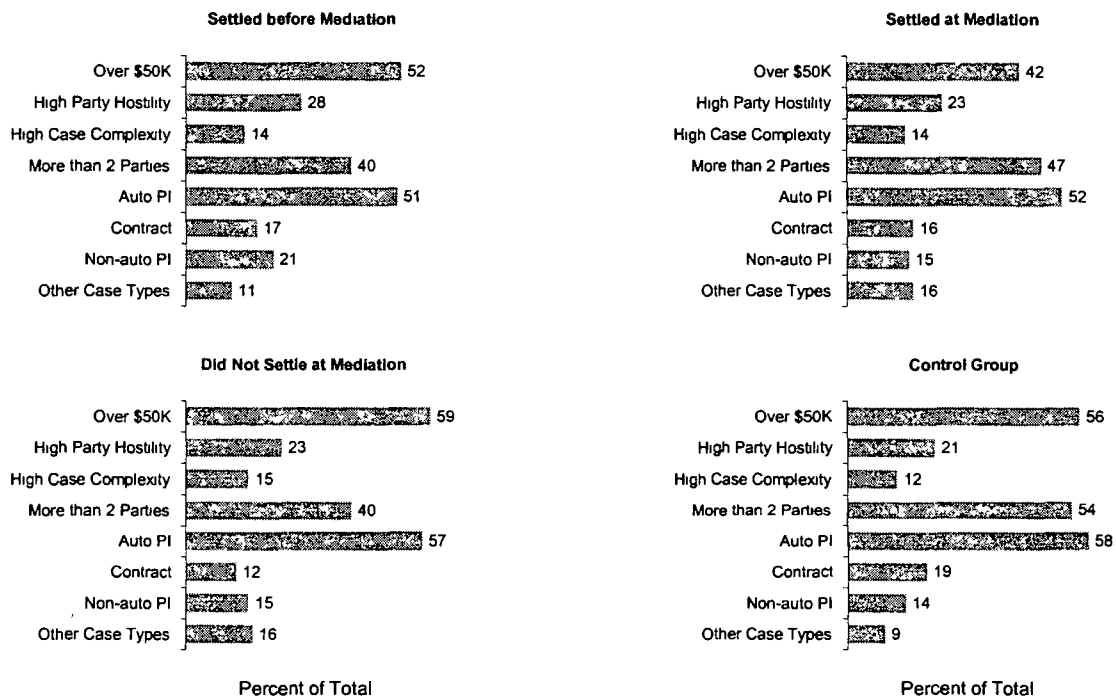 Settled before Mediation
Over $50K 52
High Party Hostility 28
High Case Complexity 14
More than 2 Parties 40
Auto PI 51
Contract 17
Non-auto PI 21
Other Case Types 11
Settled at Mediation
Over $50K 42
High Party Hostility 23
High Case Complexity 14
More than 2 Parties 47
Auto PI 52
Contract 16
Non-auto PI 15
Other Case Types 16
Did Not Settle at Mediation
Over $50K 59
High Party Hostility 23
High Case Complexity 15
More than 2 Parties 40
Auto PI 57
Contract 12
Non-auto PI 15
Other Case Types 16
Percent of Total
Control Group
Over $50K 56
High Party Hostility 21
High Case Complexity 12
More than 2 Parties 54
Auto PI 58
Contract 19
Non-auto PI 14
Other Case Types 9
Percent of Total